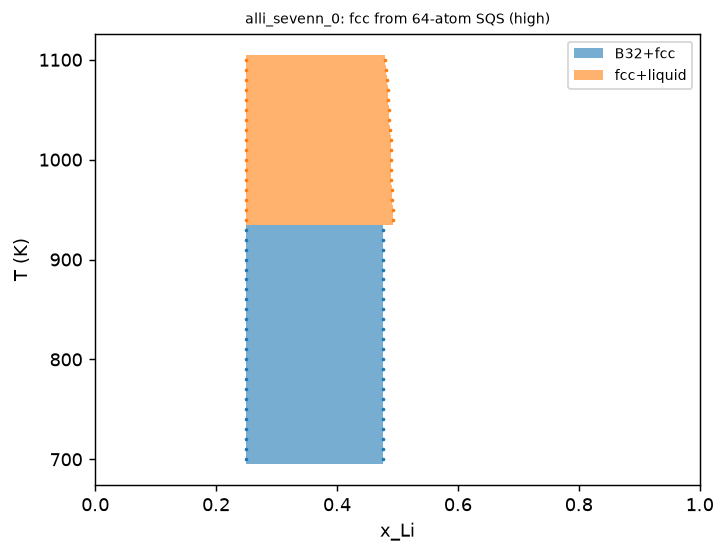 alli_sevenn_0: fcc from 64-atom SQS (high)
B32+fcc
fcc+liquid
T (K)
1100
1000
900
800
700
0.0 0.2 0.4 0.6 0.8 1.0
x_Li